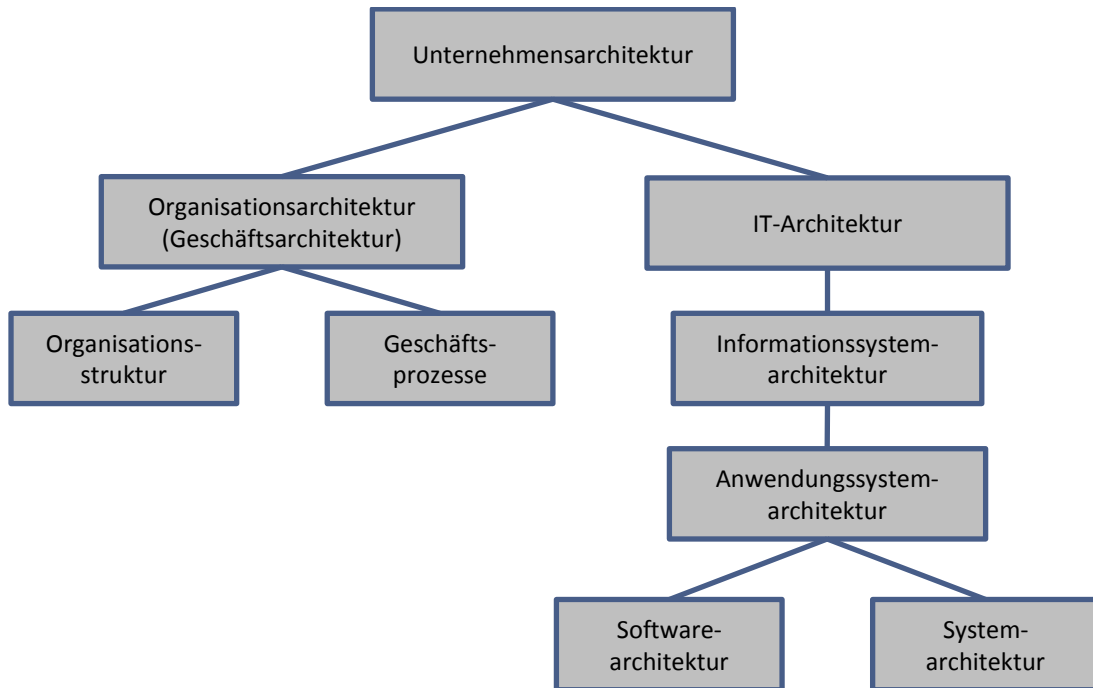 Unternehmensarchitektur
Organisationsarchitektur
(Geschäftsarchitektur)
IT-Architektur
Organisations-
struktur
Geschäfts-
prozesse
Informationssystem-
architektur
Anwendungssystem-
architektur
Software-
architektur
System-
architektur